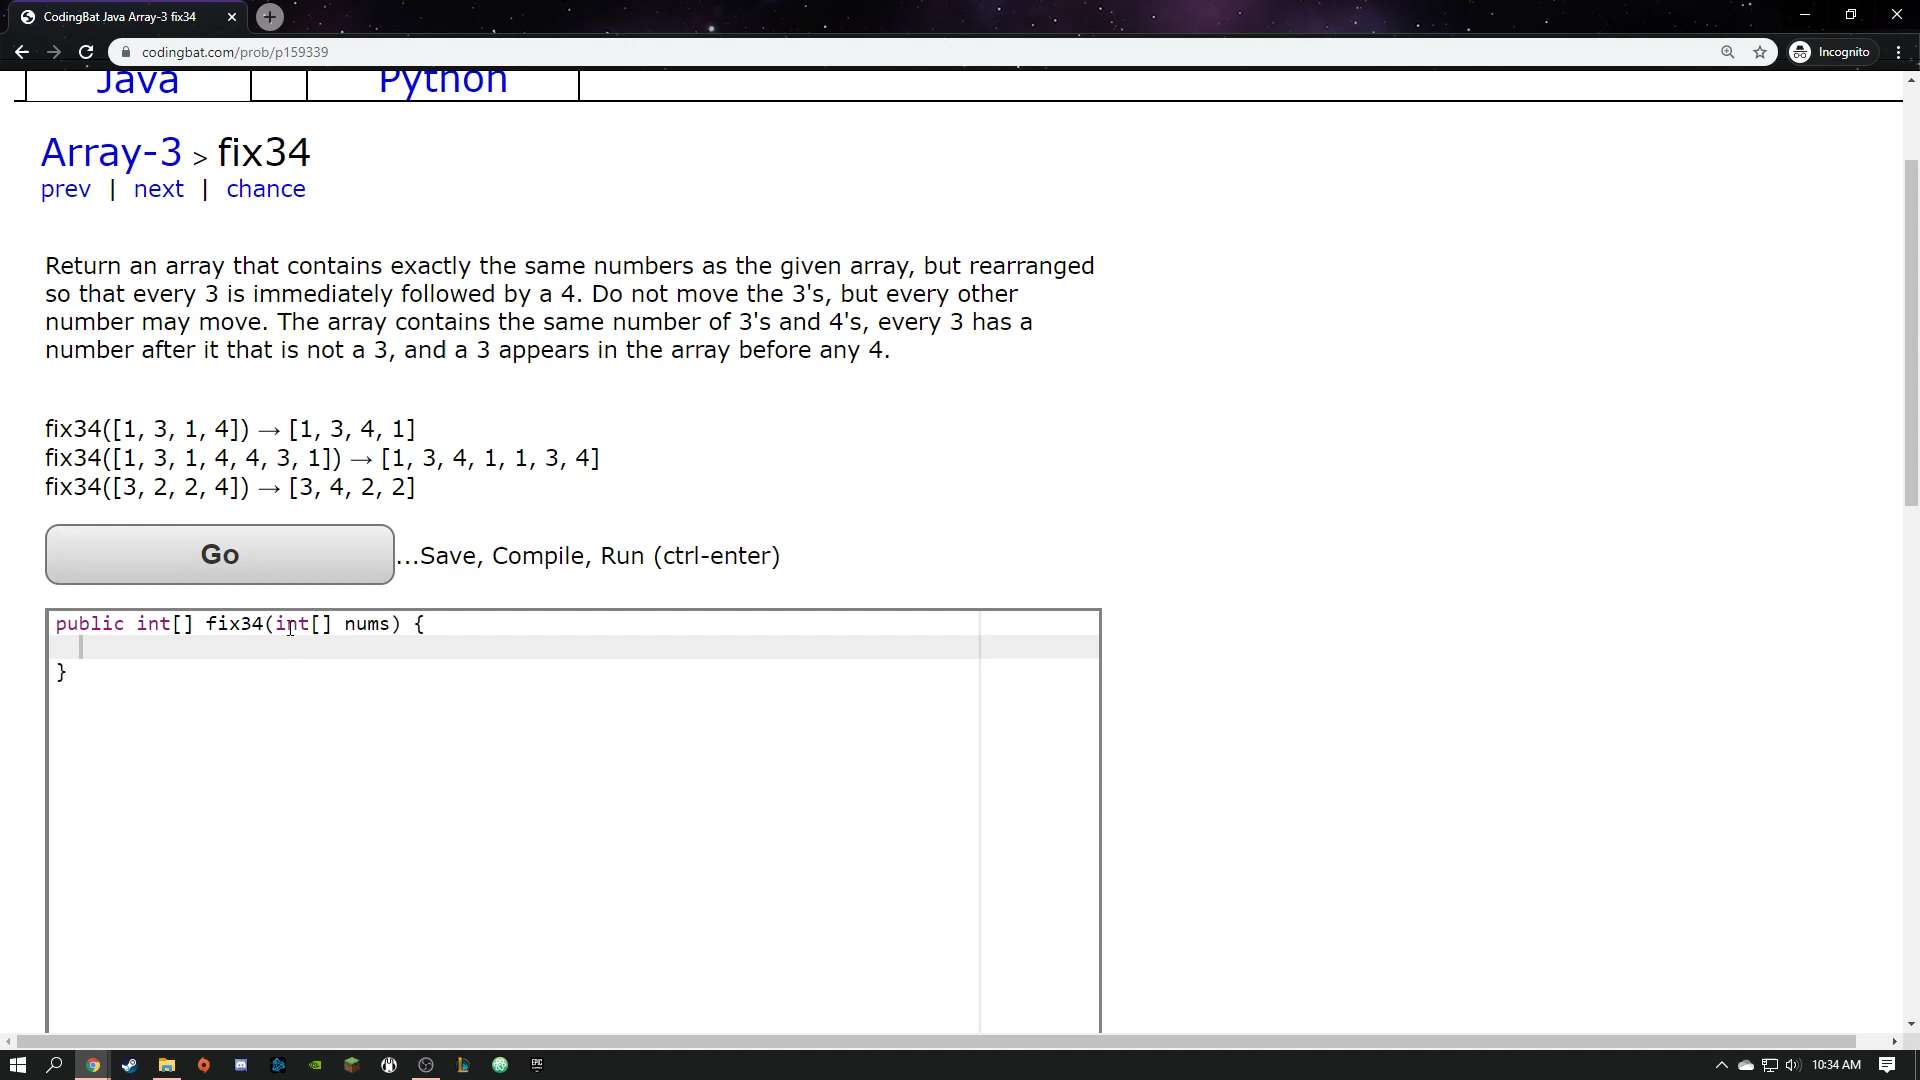 CodingBat Java Array-3 fix34
codingbat.com/prob/p159339
Incognito
Java
Python
Array-3 > fix34
prev | next | chance
Return an array that contains exactly the same numbers as the given array, but rearranged
so that every 3 is immediately followed by a 4. Do not move the 3's, but every other
number may move. The array contains the same number of 3's and 4's, every 3 has a
number after it that is not a 3, and a 3 appears in the array before any 4.
fix34([1, 3, 1, 4]) → [1, 3, 4, 1]
fix34([1, 3, 1, 4, 4, 3, 1]) → [1, 3, 4, 1, 1, 3, 4]
fix34([3, 2, 2, 4]) → [3, 4, 2, 2]
Go ...Save, Compile, Run (ctrl-enter)
public int[] fix34(int[] nums) {
}
EPIC
10:34 AM